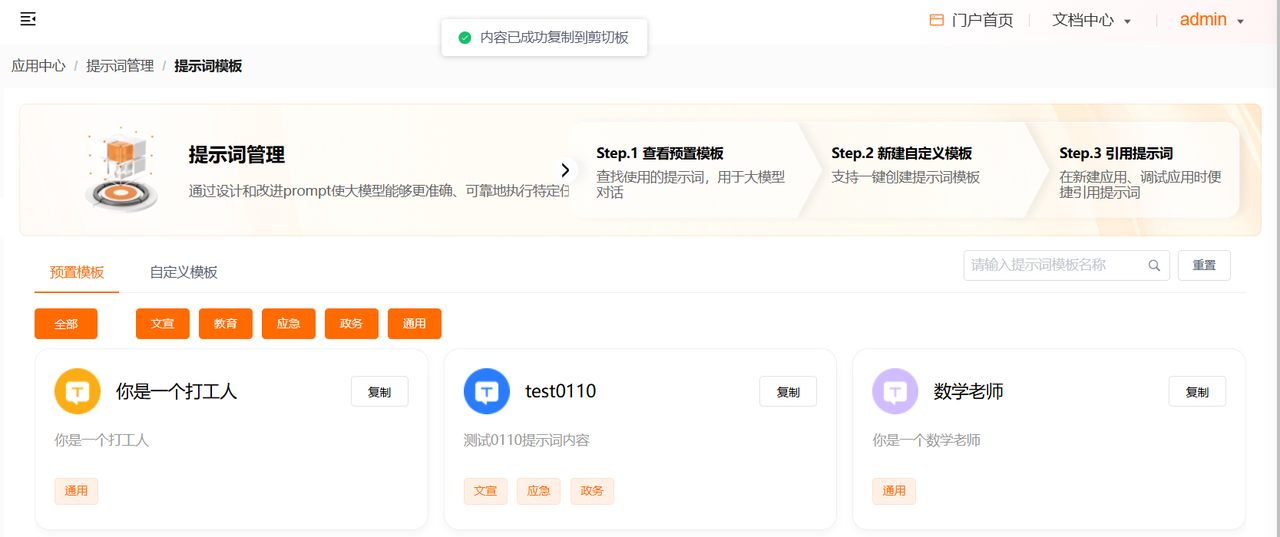 门户首页
文档中心
admin
内容已成功复制到剪切板
应用中心 / 提示词管理 / 提示词模板
提示词管理
通过设计和改进prompt使大模型能够更准确、可靠地执行特定任
Step.1 查看预置模板
查找使用的提示词，用于大模型
对话
Step.2 新建自定义模板
支持一键创建提示词模板
Step.3 引用提示词
在新建应用、调试应用时便
捷引用提示词
预置模板
自定义模板
请输入提示词模板名称
重置
全部
文宣
教育
应急
政务
通用
你是一个打工人
复制
你是一个打工人
通用
test0110
复制
测试0110提示词内容
文宣
应急
政务
数学老师
复制
你是一个数学老师
通用